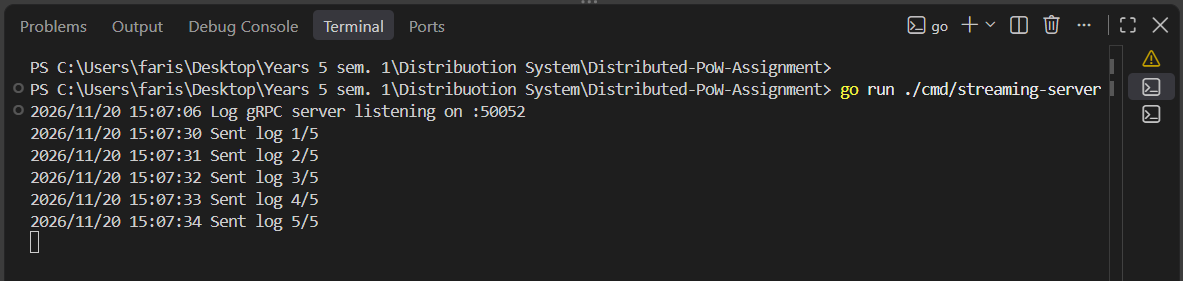 Problems Output Debug Console Terminal Ports go
PS C:\Users\faris\Desktop\Years 5 sem. 1\Distribuotion System\Distributed-PoW-Assignment>
PS C:\Users\faris\Desktop\Years 5 sem. 1\Distribuotion System\Distributed-PoW-Assignment> go run ./cmd/streaming-server
2026/11/20 15:07:06 Log gRPC server listening on :50052
2026/11/20 15:07:30 Sent log 1/5
2026/11/20 15:07:31 Sent log 2/5
2026/11/20 15:07:32 Sent log 3/5
2026/11/20 15:07:33 Sent log 4/5
2026/11/20 15:07:34 Sent log 5/5